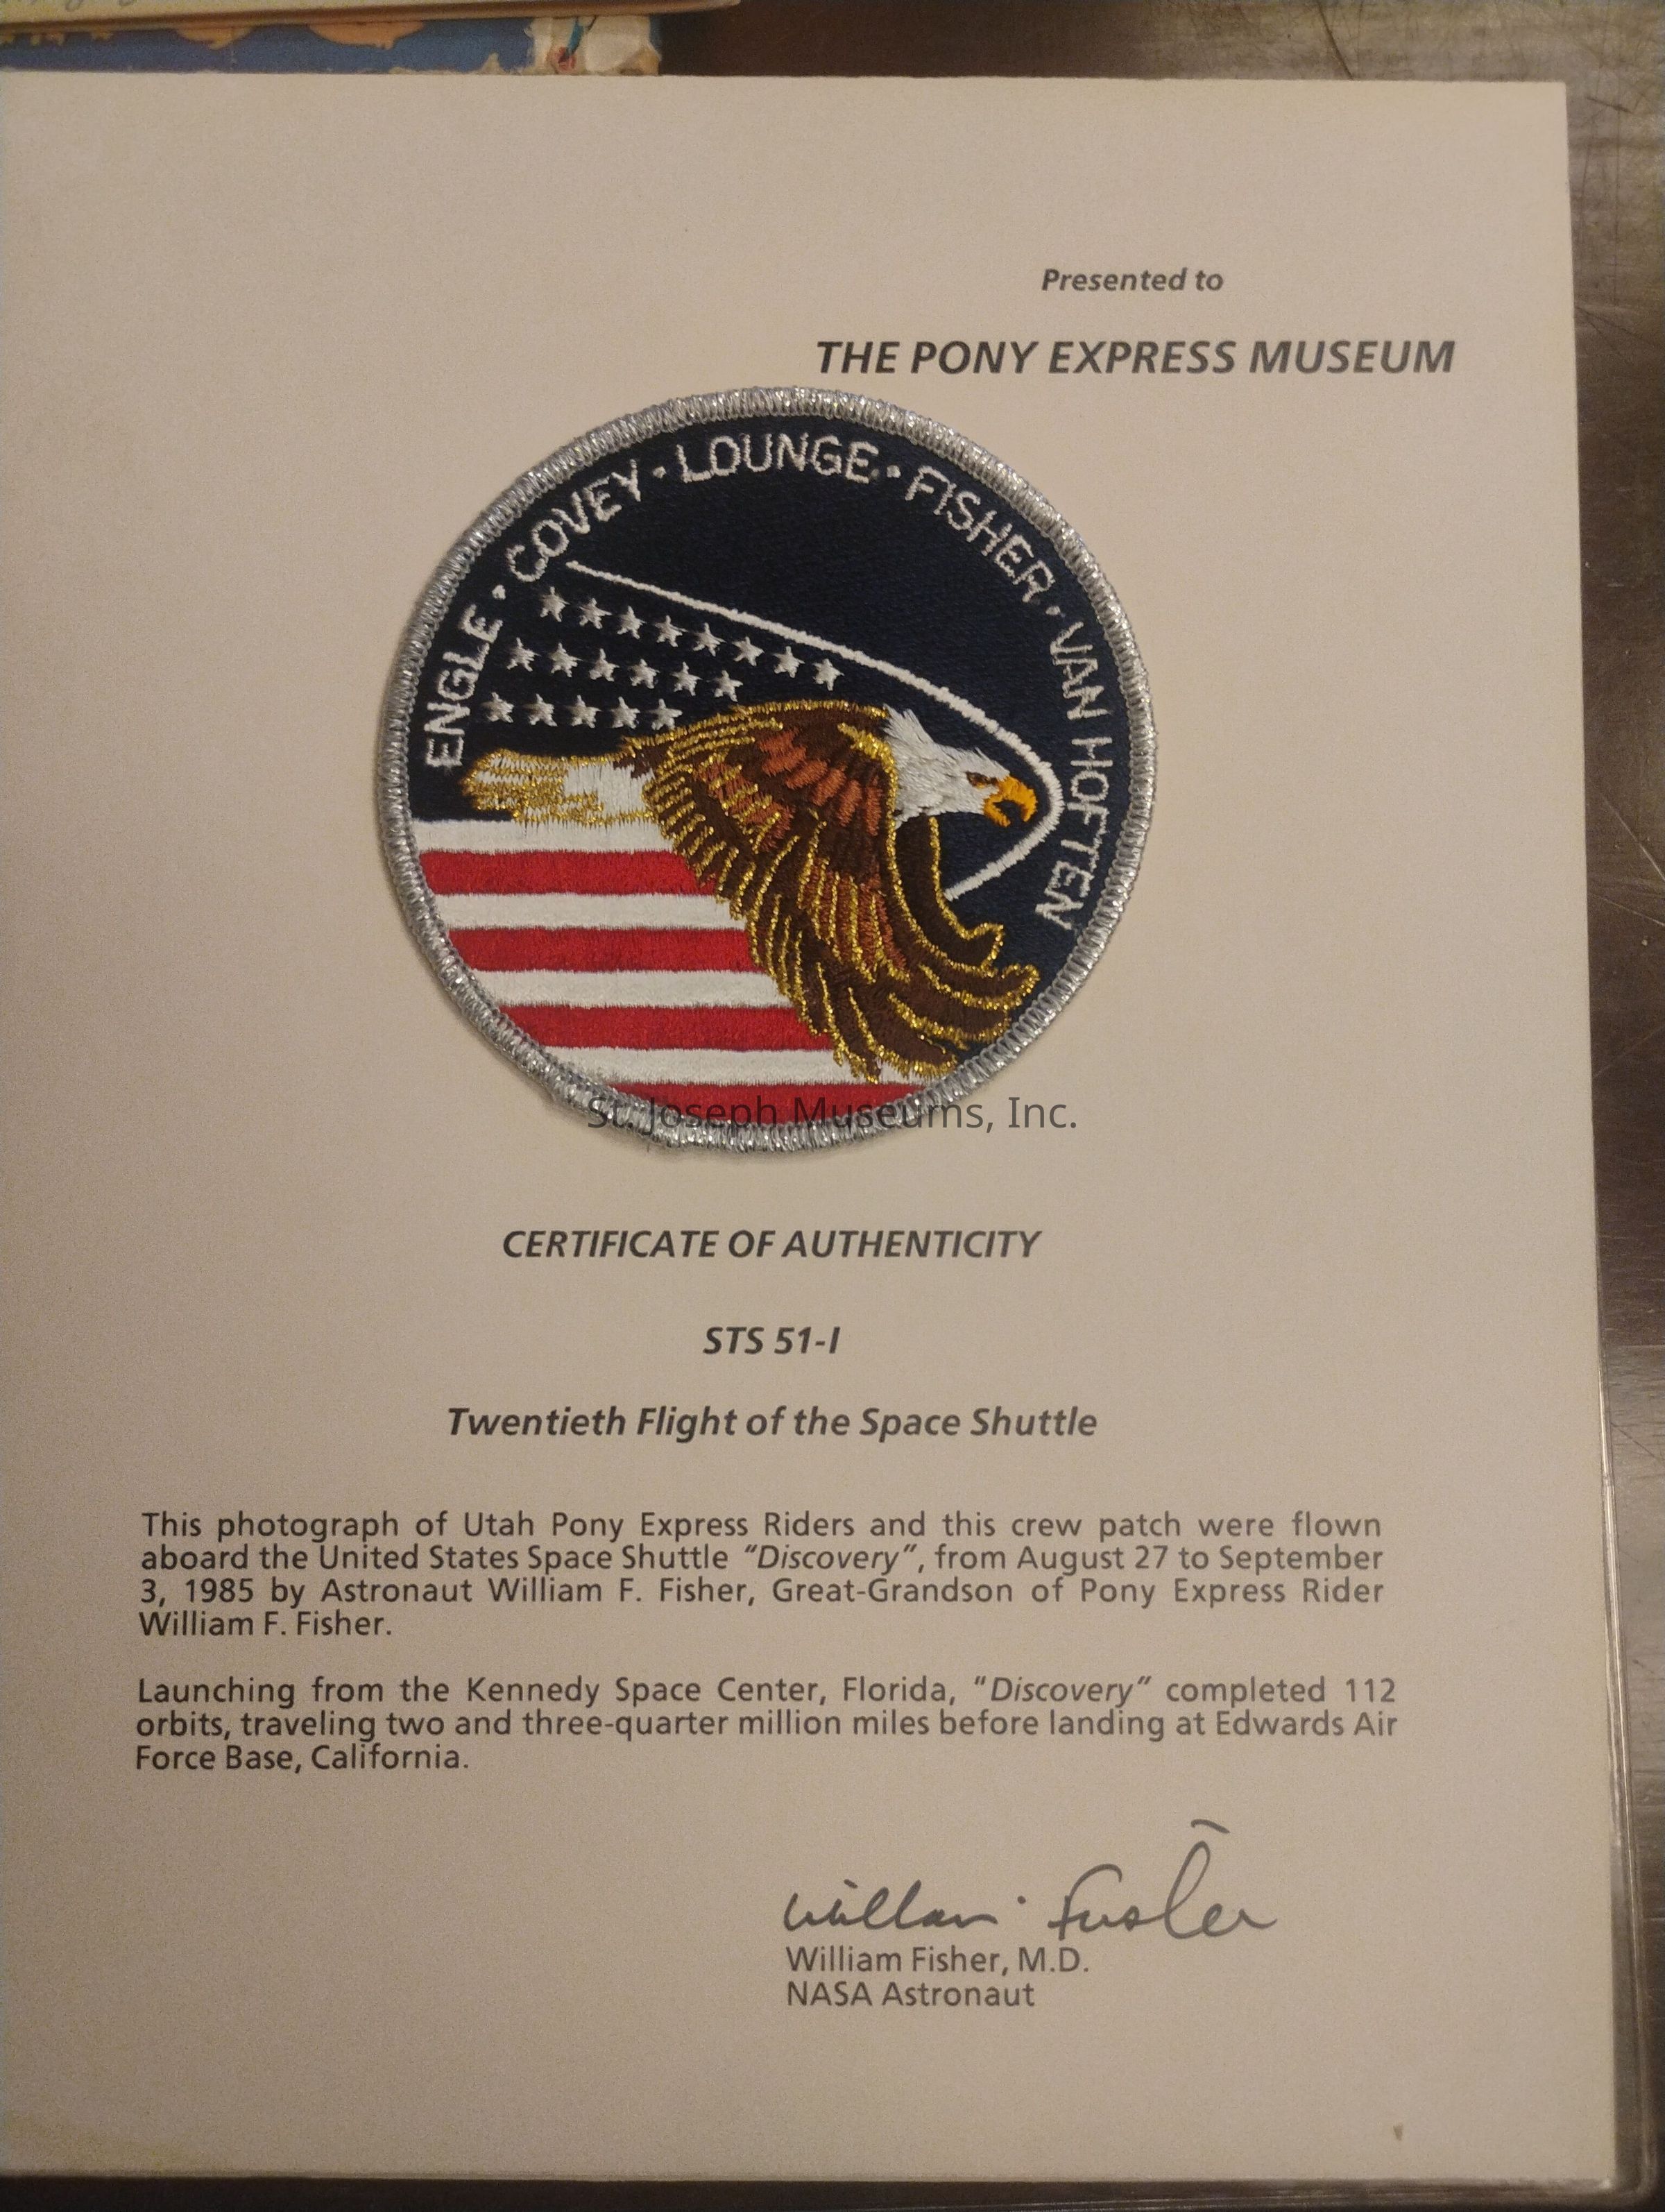 Presented to
THE PONY EXPRESS MUSEUM
ENGLE · COVEY · LOUNGE · FISHER · VAN HOFTEN
St. Joseph Museums, Inc.
CERTIFICATE OF AUTHENTICITY
STS 51-I
Twentieth Flight of the Space Shuttle
This photograph of Utah Pony Express Riders and this crew patch were flown
aboard the United States Space Shuttle "Discovery", from August 27 to September
3, 1985 by Astronaut William F. Fisher, Great-Grandson of Pony Express Rider
William F. Fisher.
Launching from the Kennedy Space Center, Florida, "Discovery" completed 112
orbits, traveling two and three-quarter million miles before landing at Edwards Air
Force Base, California.
William Fisher
William Fisher, M.D.
NASA Astronaut